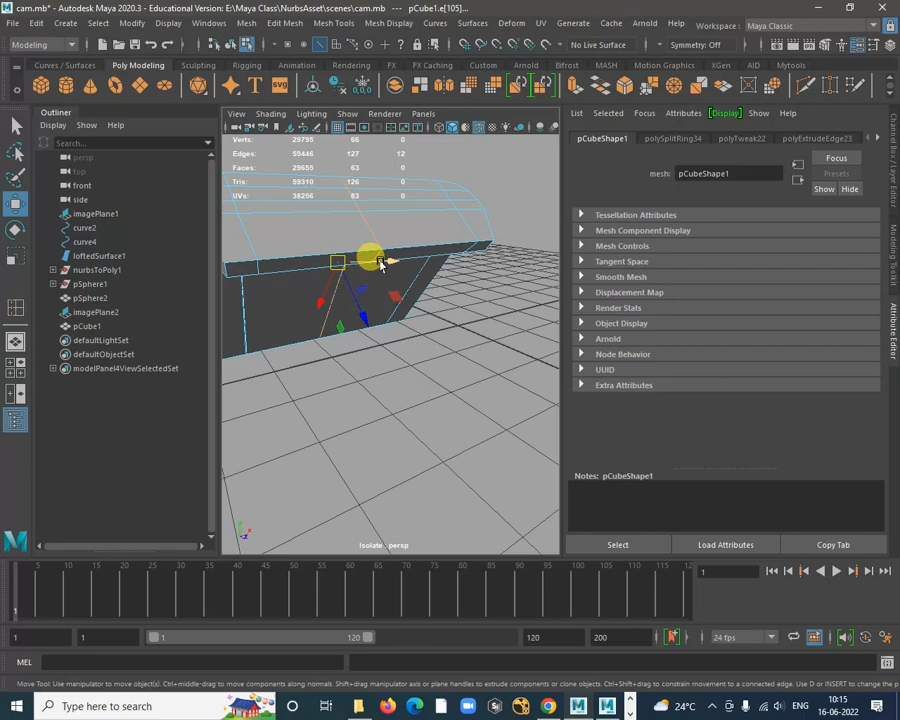 cam.mb* - Autodesk MAYA 2020.3 - Educational Version: E:\Maya Class\NurbsAsset\scenes\cam.mb --- pCube1.e[105]...
File Edit Create Select Modify Display Windows Mesh Edit Mesh Mesh Tools Mesh Display Curves Surfaces Deform UV Generate Cache Arnold Help Workspace : Maya Classic
Modeling No Live Surface Symmetry: Off
Curves / Surfaces Poly Modeling Sculpting Rigging Animation Rendering FX FX Caching Custom Arnold Bifrost MASH Motion Graphics XGen AID Mytools
Outliner
Display Show Help
Search...
persp
top
front
side
imagePlane1
curve2
curve4
loftedSurface1
nurbsToPoly1
pSphere1
pSphere2
imagePlane2
pCube1
defaultLightSet
defaultObjectSet
modelPanel4ViewSelectedSet
View Shading Lighting Show Renderer Panels
Verts: 29795 66 0
Edges: 59446 127 12
Faces: 29655 63 0
Tris: 59310 126 0
UVs: 38256 63 0
Isolate persp
List Selected Focus Attributes Display Show Help
pCubeShape1 polySplitRing34 polyTweak22 polyExtrudeEdge23
mesh: pCubeShape1
Focus
Presets
Show Hide
Tessellation Attributes
Mesh Component Display
Mesh Controls
Tangent Space
Smooth Mesh
Displacement Map
Render Stats
Object Display
Arnold
Node Behavior
UUID
Extra Attributes
Notes: pCubeShape1
Select Load Attributes Copy Tab
Channel Box / Layer Editor
Modeling Toolkit
Attribute Editor
5 10 15 20 25 30 35 40 45 50 55 60 65 70 75 80 85 90 95 100 105 110 115 12
1
1
1 1 1 120 120 200 24 fps
MEL
Move Tool: Use manipulator to move object(s). Ctrl+middle-drag to move components along normals. Shift+drag manipulator axis or plane handles to extrude components or clone objects. Ctrl+Shift+drag to constrain movement to a connected edge. Use D or INSERT to change the p
Type here to search
24°C
ENG
10:15
16-06-2022